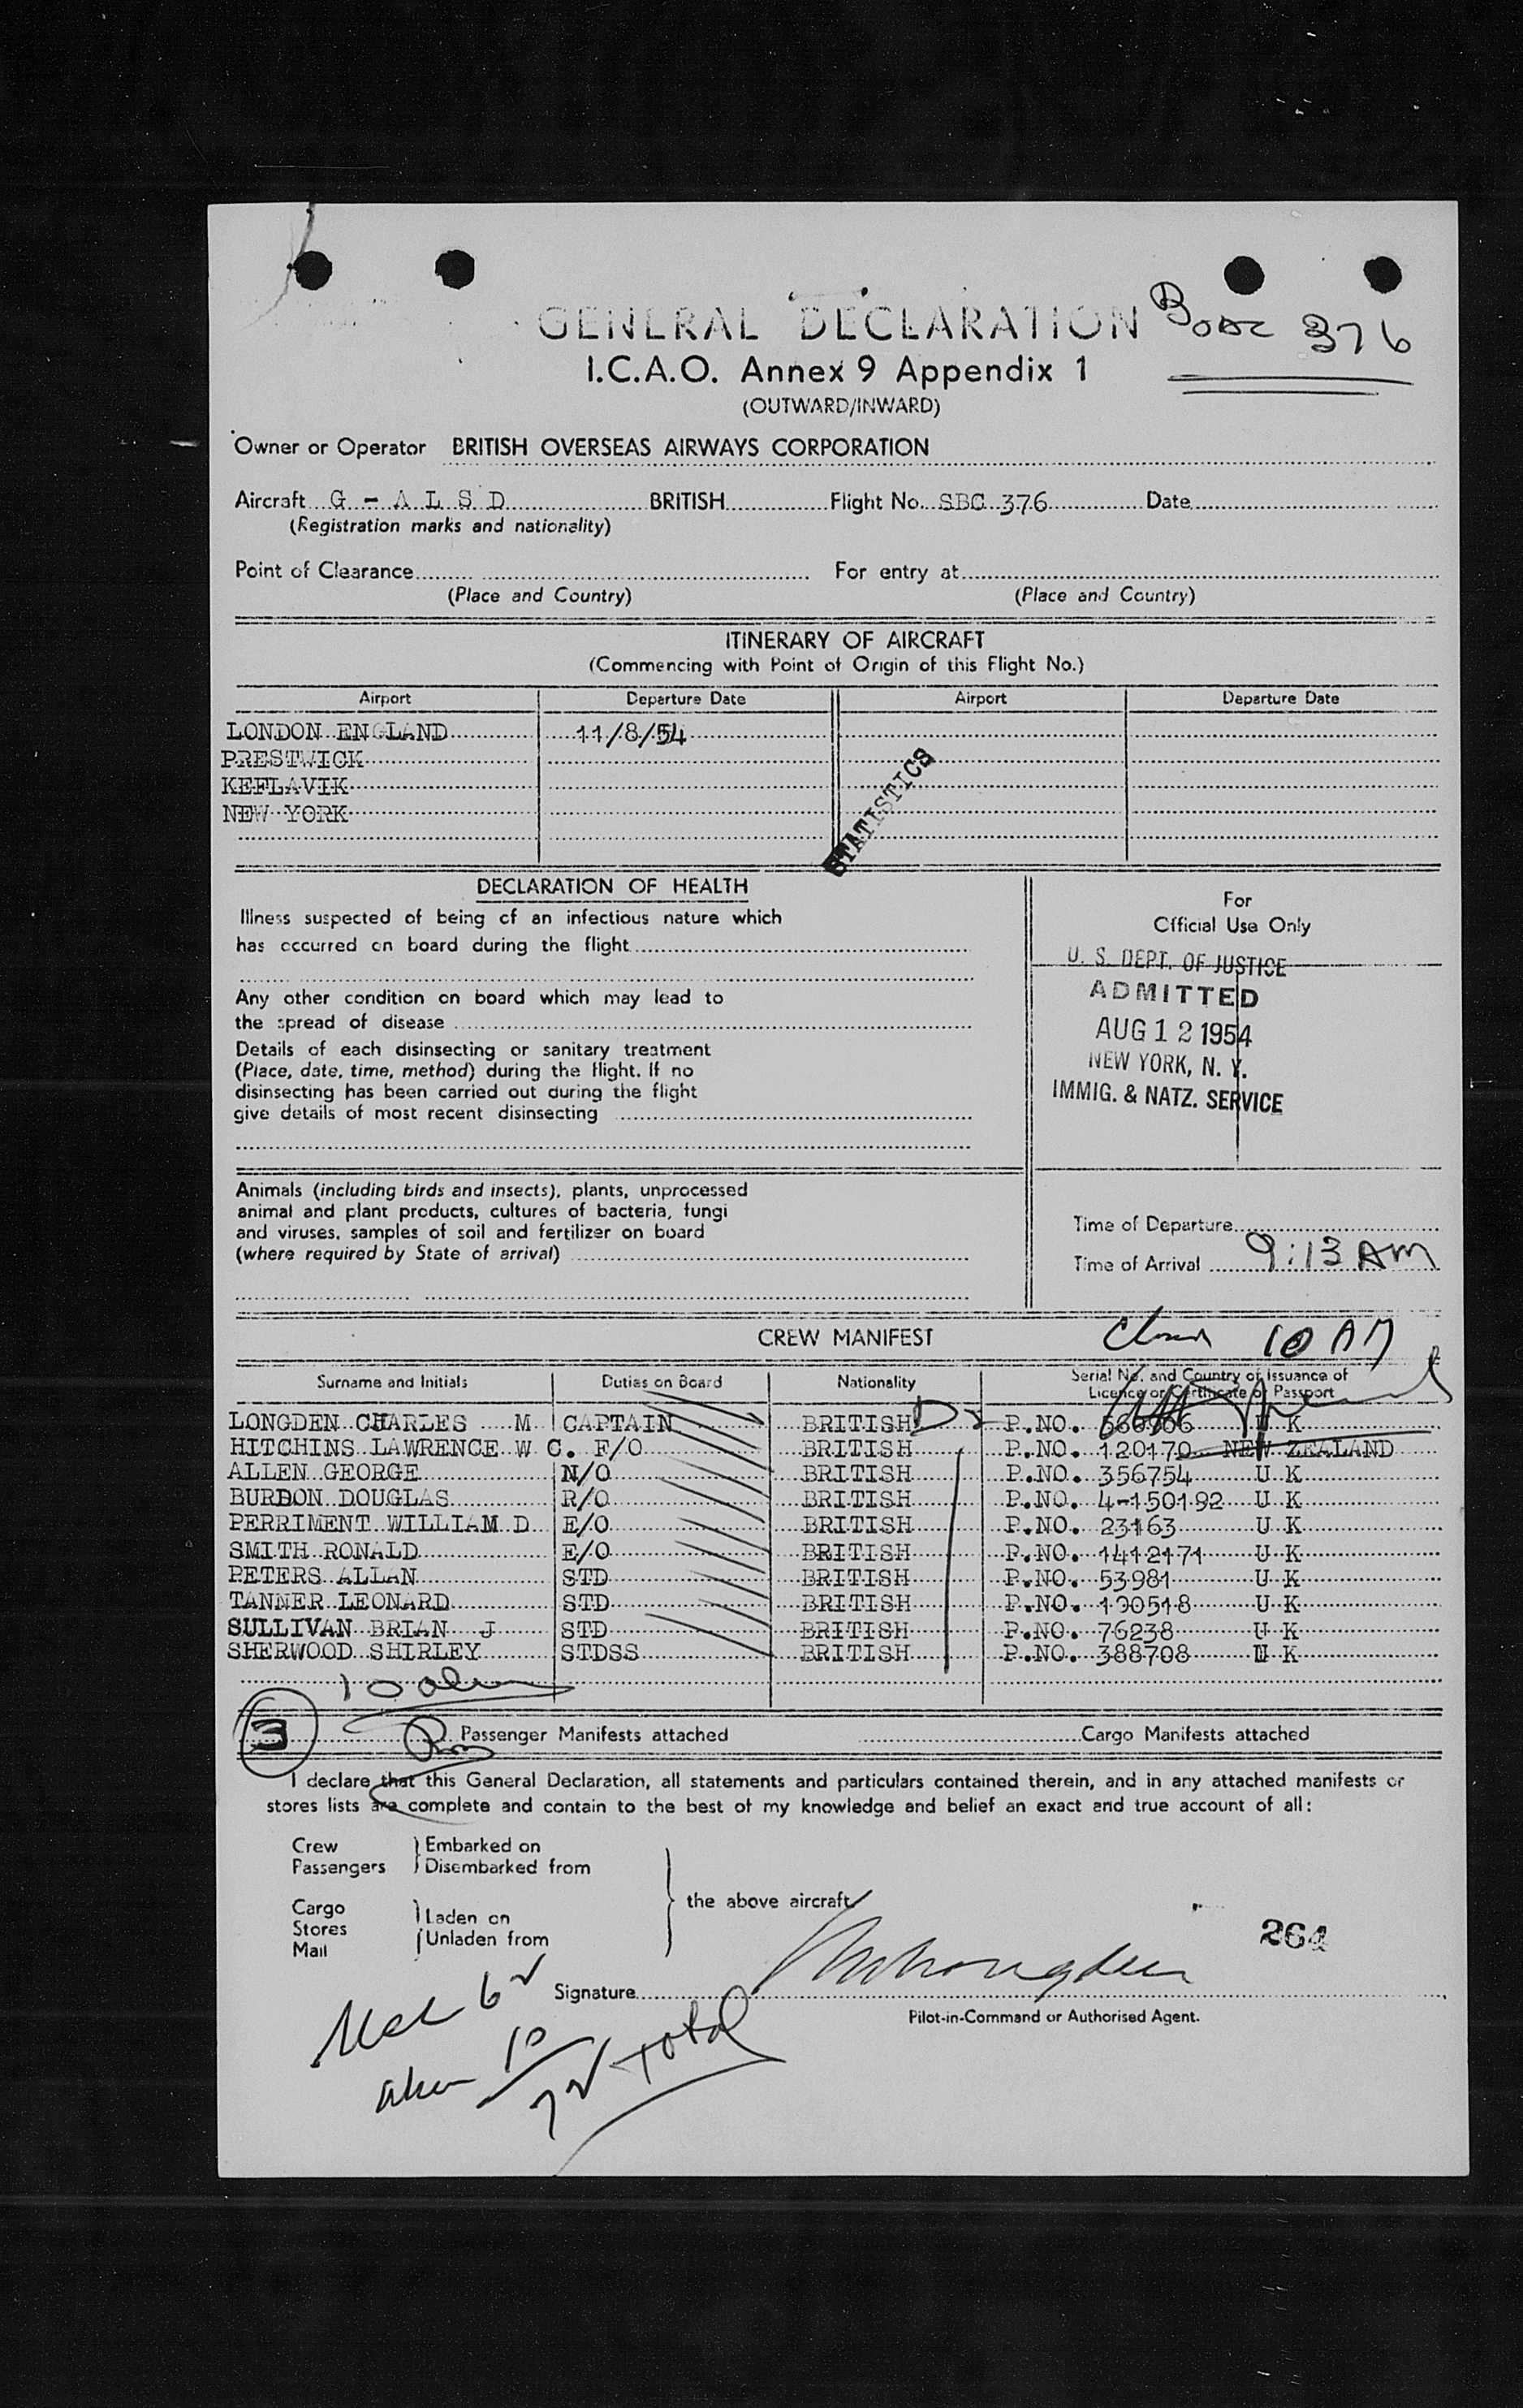 GENERAL DECLARATION
BOAC 376
I.C.A.O. Annex 9 Appendix 1
(OUTWARD/INWARD)
Owner or Operator BRITISH OVERSEAS AIRWAYS CORPORATION
Aircraft G - A L S D BRITISH Flight No. SBC 376 Date
(Registration marks and nationality)
Point of Clearance For entry at
(Place and Country) (Place and Country)
ITINERARY OF AIRCRAFT
(Commencing with Point of Origin of this Flight No.)
Airport Departure Date Airport Departure Date
LONDON ENGLAND 11/8/54
PRESTWICK
KEFLAVIK
NEW YORK
STATISTICS
DECLARATION OF HEALTH
Illness suspected of being of an infectious nature which
has occurred on board during the flight
Any other condition on board which may lead to
the spread of disease
Details of each disinsecting or sanitary treatment
(Place, date, time, method) during the flight. If no
disinsecting has been carried out during the flight
give details of most recent disinsecting
For
Official Use Only
U. S. DEPT. OF JUSTICE
ADMITTED
AUG 12 1954
NEW YORK, N. Y.
IMMIG. & NATZ. SERVICE
Animals (including birds and insects), plants, unprocessed
animal and plant products, cultures of bacteria, fungi
and viruses, samples of soil and fertilizer on board
(where required by State of arrival)
Time of Departure
Time of Arrival 9:13 AM
10 AM
CREW MANIFEST
Surname and Initials Duties on Board Nationality Serial No. and Country of Issuance of
Licence or Certificate or Passport
LONGDEN CHARLES M CAPTAIN BRITISH P.NO. U K
HITCHINS LAWRENCE W C. F/O BRITISH P.NO. 120170 NEW ZEALAND
ALLEN GEORGE N/O BRITISH P.NO. 356754 U K
BURDON DOUGLAS R/O BRITISH P.NO. 4-150192 U K
PERRIMENT WILLIAM D E/O BRITISH P.NO. 23163 U K
SMITH RONALD E/O BRITISH P.NO. 1412171 U K
PETERS ALLAN STD BRITISH P.NO. 53981 U K
TANNER LEONARD STD BRITISH P.NO. 190518 U K
SULLIVAN BRIAN J STD BRITISH P.NO. 76238 U K
SHERWOOD SHIRLEY STDSS BRITISH P.NO. 388708 U K
10
3 Passenger Manifests attached Cargo Manifests attached
I declare that this General Declaration, all statements and particulars contained therein, and in any attached manifests or
stores lists are complete and contain to the best of my knowledge and belief an exact and true account of all:
Crew Embarked on
Passengers Disembarked from
the above aircraft
Cargo
Stores Laden on
Mail Unladen from
264
Signature
Pilot-in-Command or Authorised Agent.
10
total